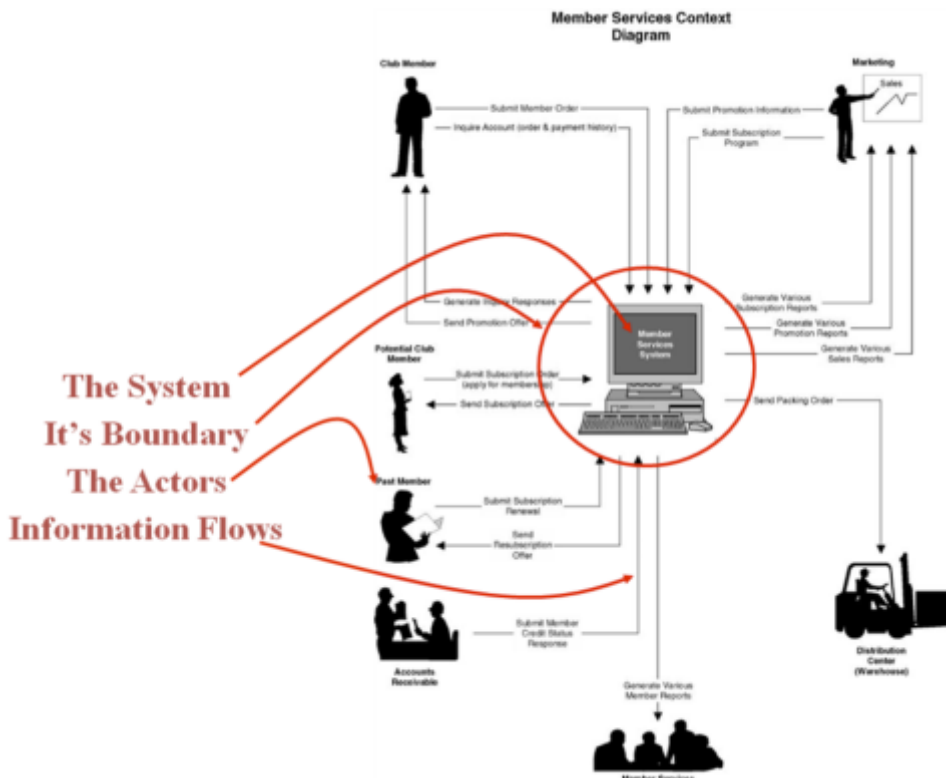 Member Services Context
Diagram
Club Member
Marketing
Sales
Submit Member Order
Submit Promotion Information
Inquire Account (order & payment history)
Submit Subscription
Program
Generate Inquiry Responses
Send Promotion Offer
Generate Various
Subscription Reports
Generate Various
Promotion Reports
Generate Various
Sales Reports
Member
Services
System
Potential Club
Member
Submit Subscription Order
(apply for membership)
Send Subscription Offer
Send Packing Order
The System
It's Boundary
The Actors
Information Flows
Past Member
Submit Subscription
Renewal
Send
Resubscription
Offer
Submit Member
Credit Status
Response
Accounts
Receivable
Distribution
Center
(Warehouse)
Generate Various
Member Reports
Member Services